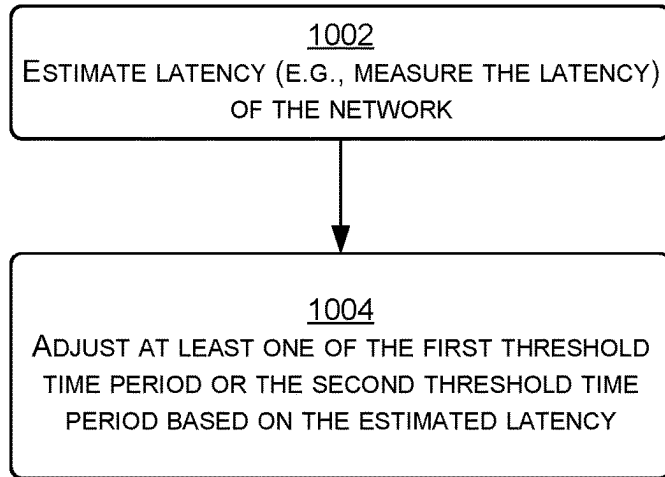 1002
ESTIMATE LATENCY (E.G., MEASURE THE LATENCY)
OF THE NETWORK
1004
ADJUST AT LEAST ONE OF THE FIRST THRESHOLD
TIME PERIOD OR THE SECOND THRESHOLD TIME
PERIOD BASED ON THE ESTIMATED LATENCY